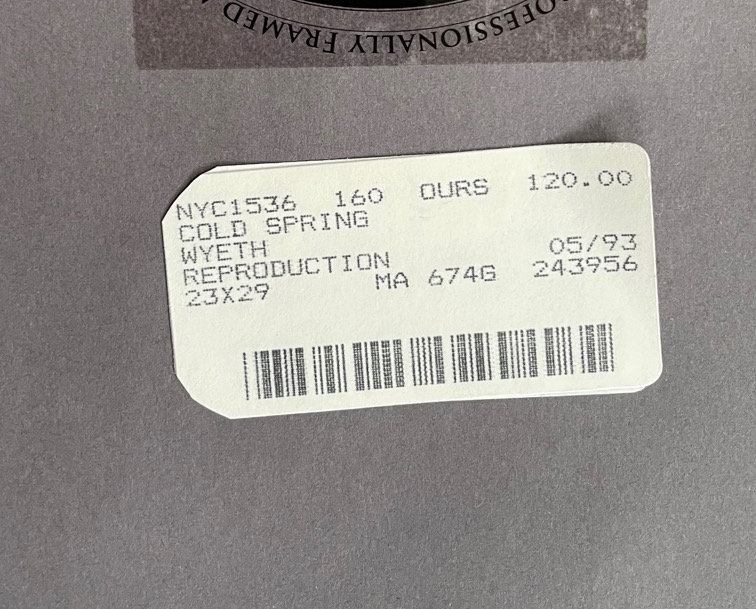 PROFESSIONALLY FRAMED
NYC1536 160 OURS 120.00
COLD SPRING
WYETH 05/93
REPRODUCTION MA 674G 243956
23X29